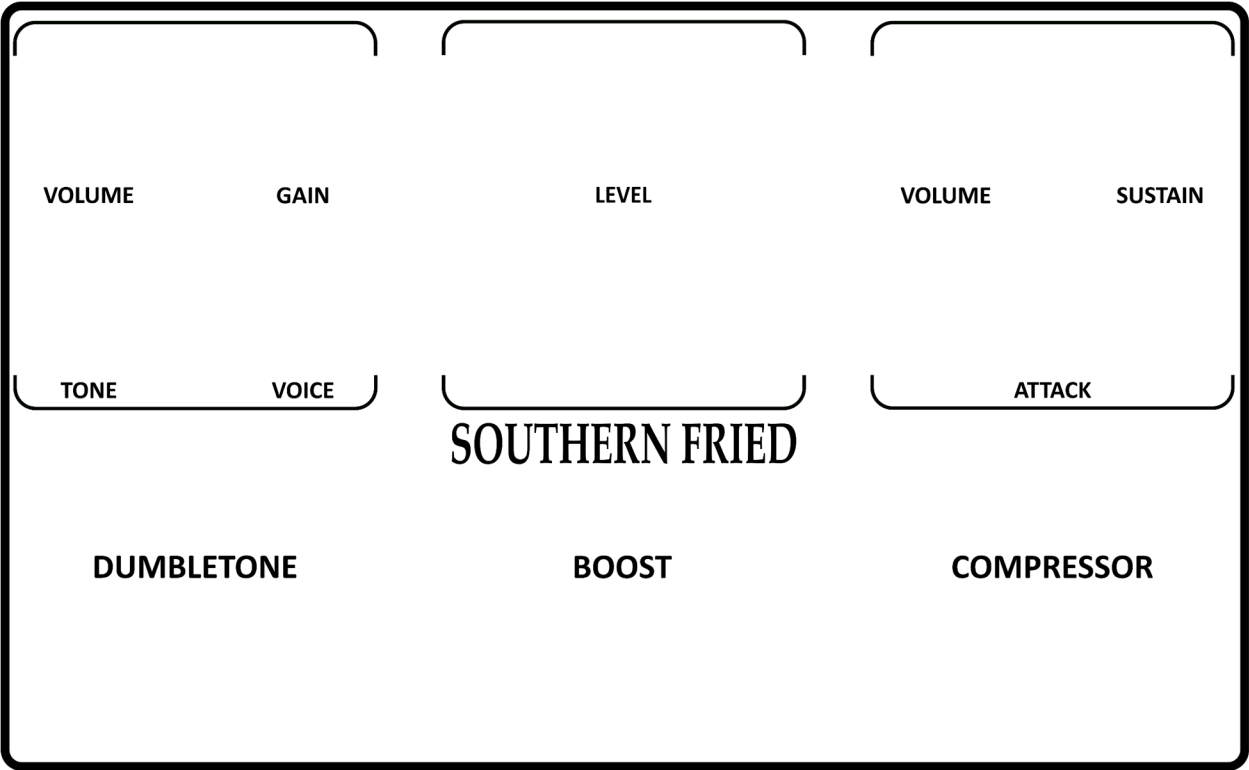 VOLUME GAIN LEVEL VOLUME SUSTAIN
TONE VOICE ATTACK
SOUTHERN FRIED
DUMBLETONE BOOST COMPRESSOR